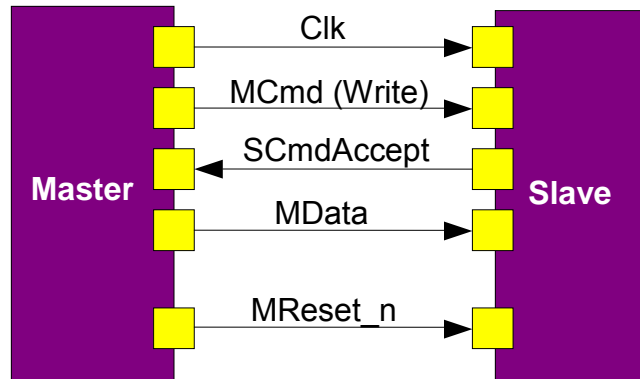 Clk
MCmd (Write)
SCmdAccept
Master
Slave
MData
MReset_n